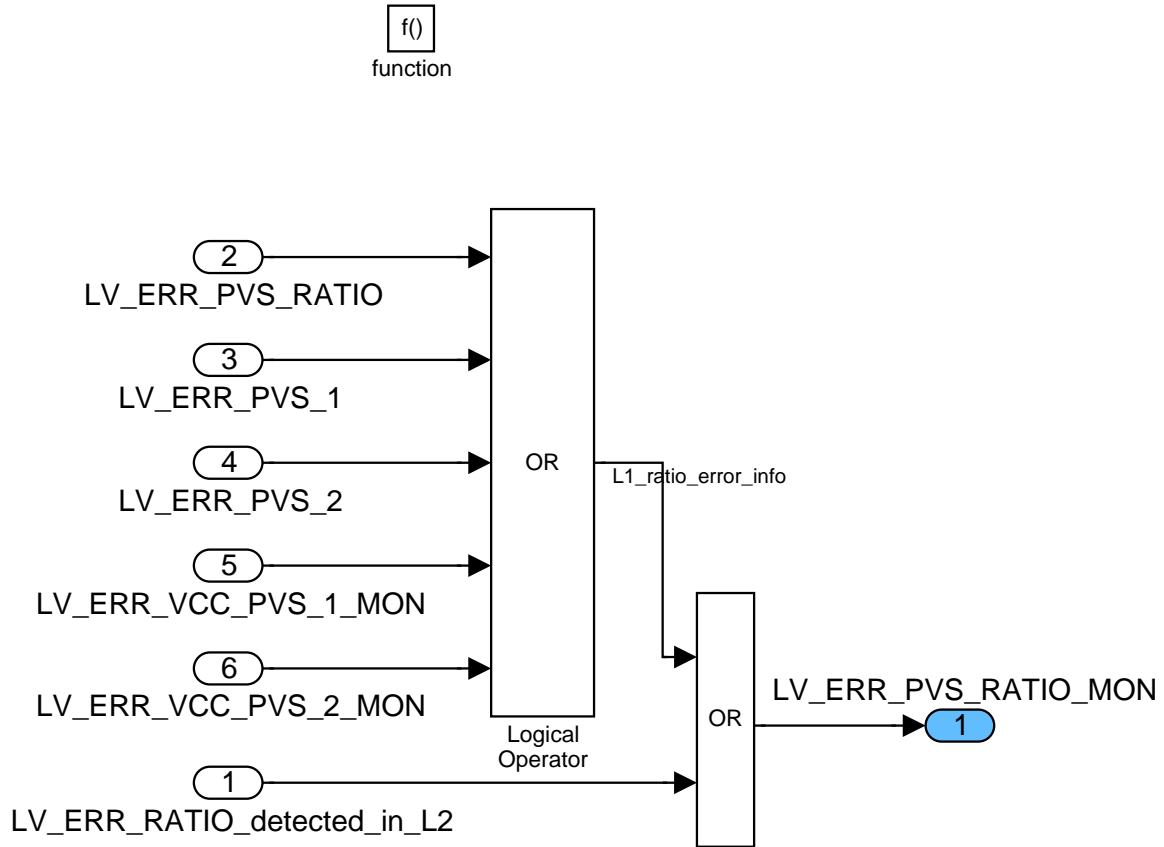 f()
function
2
LV_ERR_PVS_RATIO
3
LV_ERR_PVS_1
4
LV_ERR_PVS_2
5
LV_ERR_VCC_PVS_1_MON
6
LV_ERR_VCC_PVS_2_MON
OR
Logical
Operator
L1_ratio_error_info
1
LV_ERR_RATIO_detected_in_L2
OR
LV_ERR_PVS_RATIO_MON
1